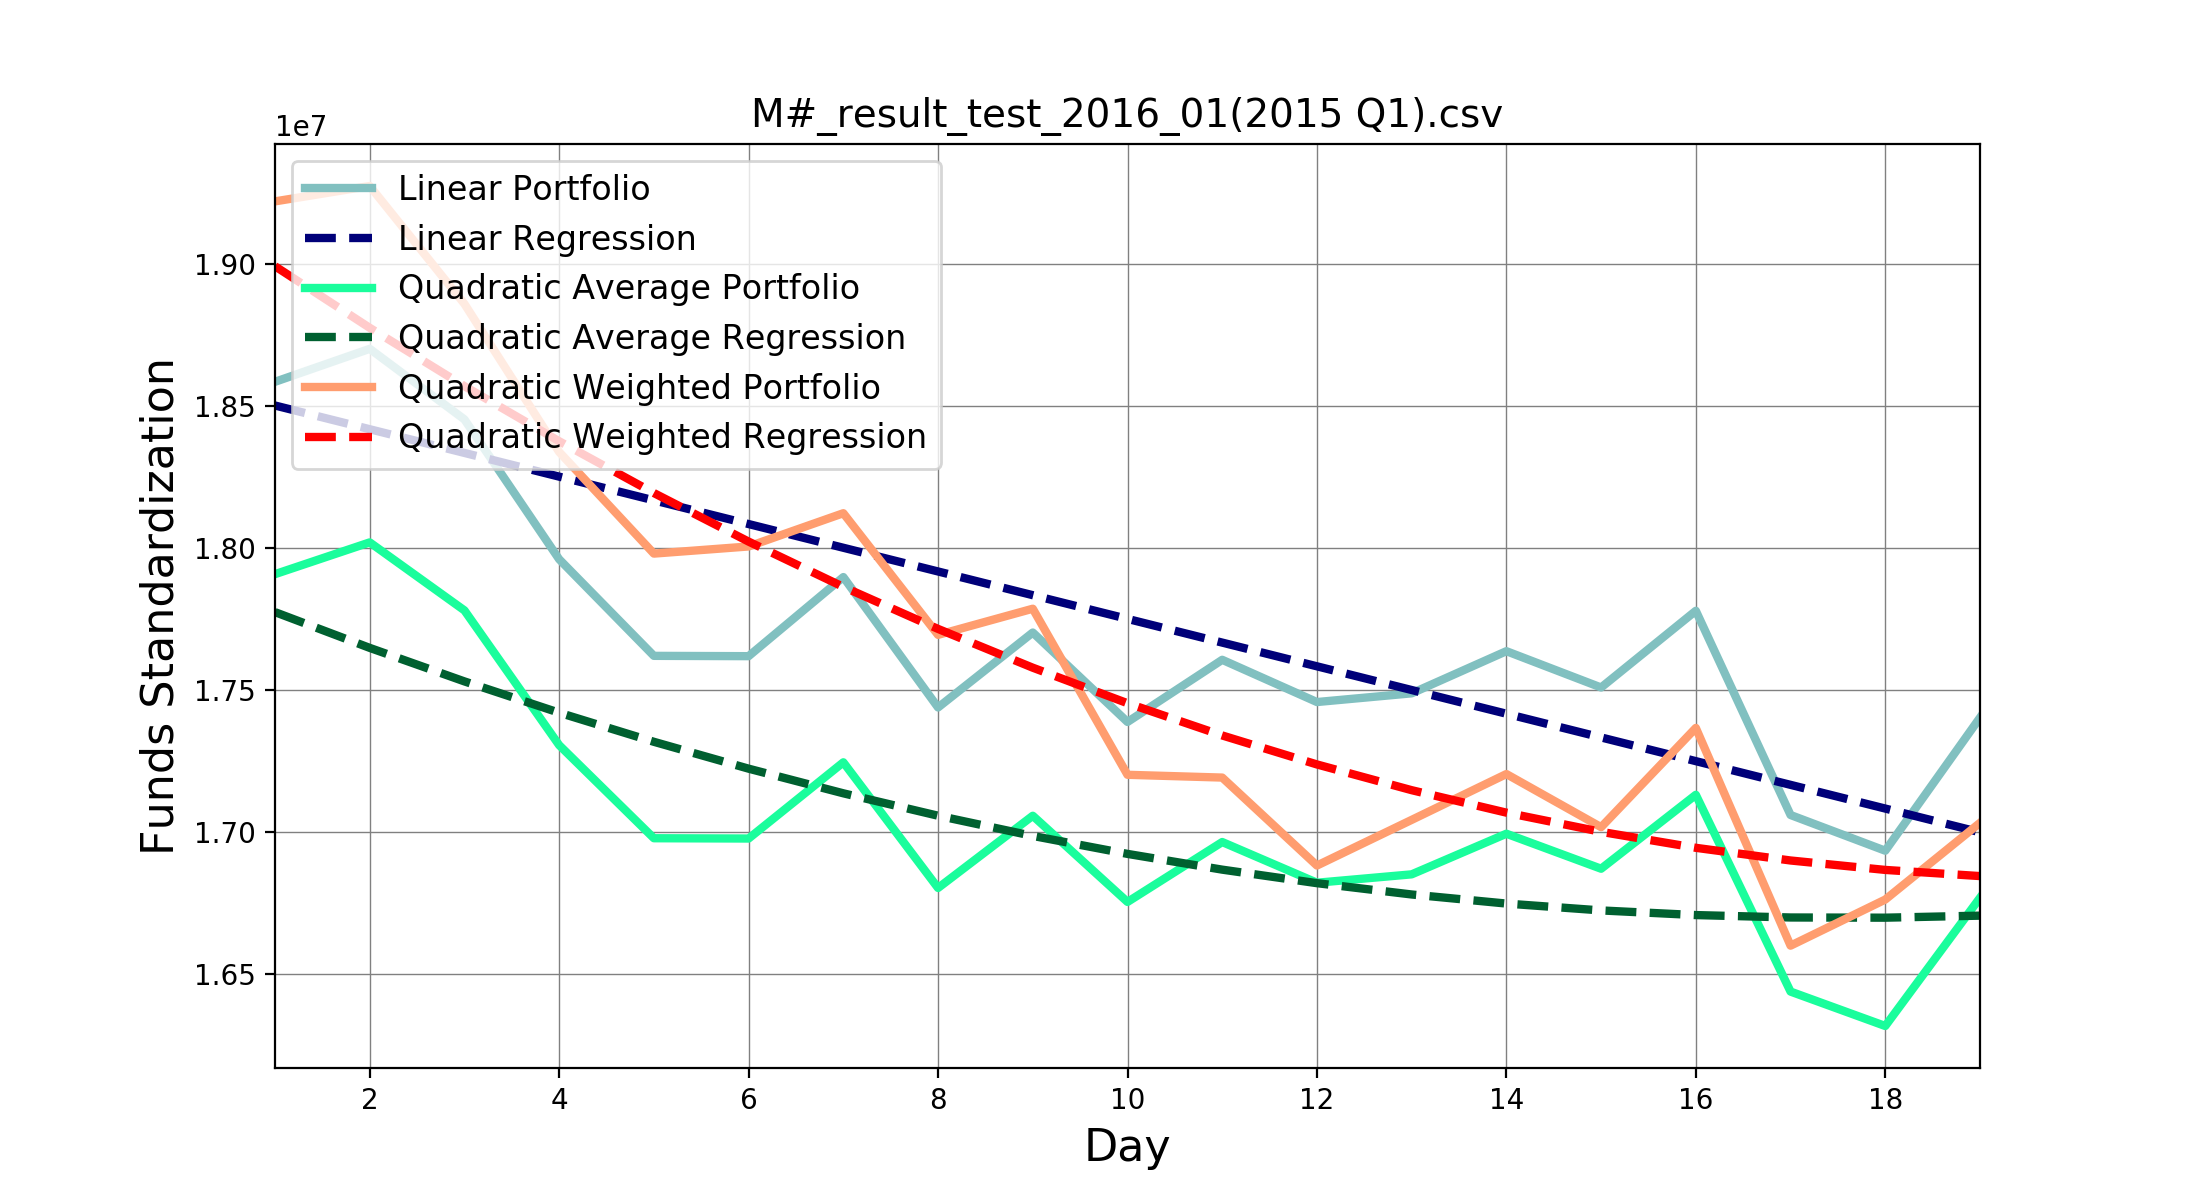 M#_result_test_2016_01(2015 Q1).csv
1e7
Linear Portfolio
Linear Regression
Quadratic Average Portfolio
Quadratic Average Regression
Quadratic Weighted Portfolio
Quadratic Weighted Regression
Funds Standardization
1.90
1.85
1.80
1.75
1.70
1.65
2 4 6 8 10 12 14 16 18
Day